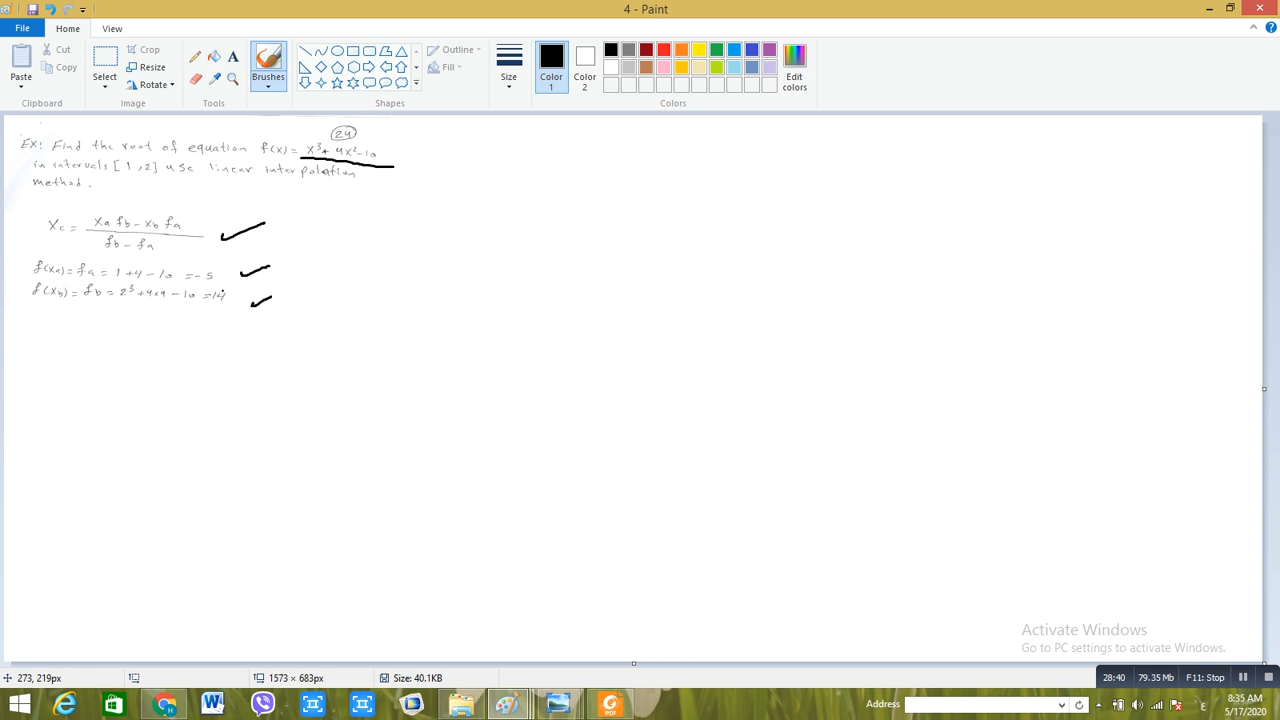 4 - Paint
File
Home
View
Paste
Cut
Copy
Clipboard
Select
Crop
Resize
Rotate
Image
Tools
Brushes
Shapes
Outline
Fill
Size
Color 1
Color 2
Edit colors
Colors
24
EX: Find the root of equation f(x) = x³+ 4x²-10
in intervals [1,2] use linear interpolation
method.
Xc = Xa fb - Xb fa
fb - fa
f(xa) = fa = 1+4-10 = -5
f(xb) = fb = 2³+4x4-10 = 14
Activate Windows
Go to PC settings to activate Windows.
273, 219px
1573 × 683px
Size: 40.1KB
28:40
79.35 Mb
F11: Stop
Address
ع
8:35 AM
5/17/2020